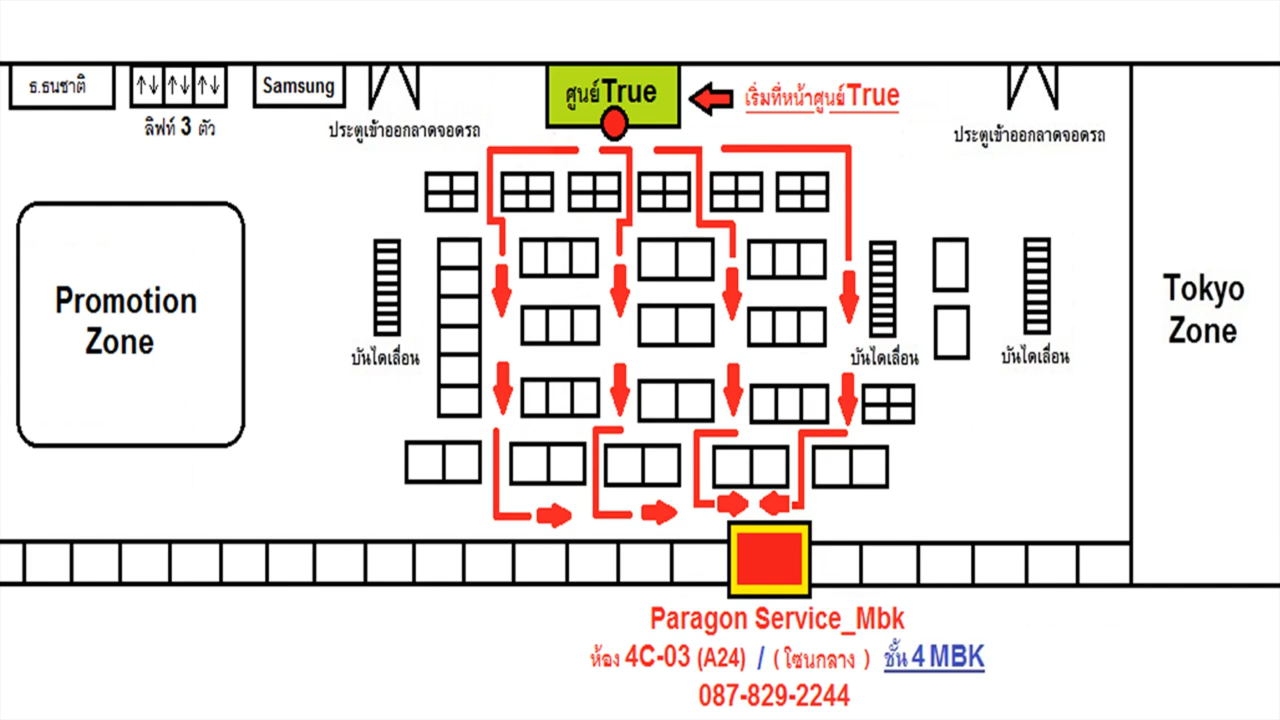 ธ.ธนชาติ
↑↓ ↑↓ ↑↓
ลิฟท์ 3 ตัว
Samsung
ประตูเข้าออกลาดจอดรถ
ศูนย์True
เริ่มที่หน้าศูนย์True
ประตูเข้าออกลาดจอดรถ
Promotion
Zone
บันไดเลื่อน
บันไดเลื่อน
บันไดเลื่อน
Tokyo
Zone
Paragon Service_Mbk
ห้อง 4C-03 (A24) / ( โซนกลาง ) ชั้น 4 MBK
087-829-2244